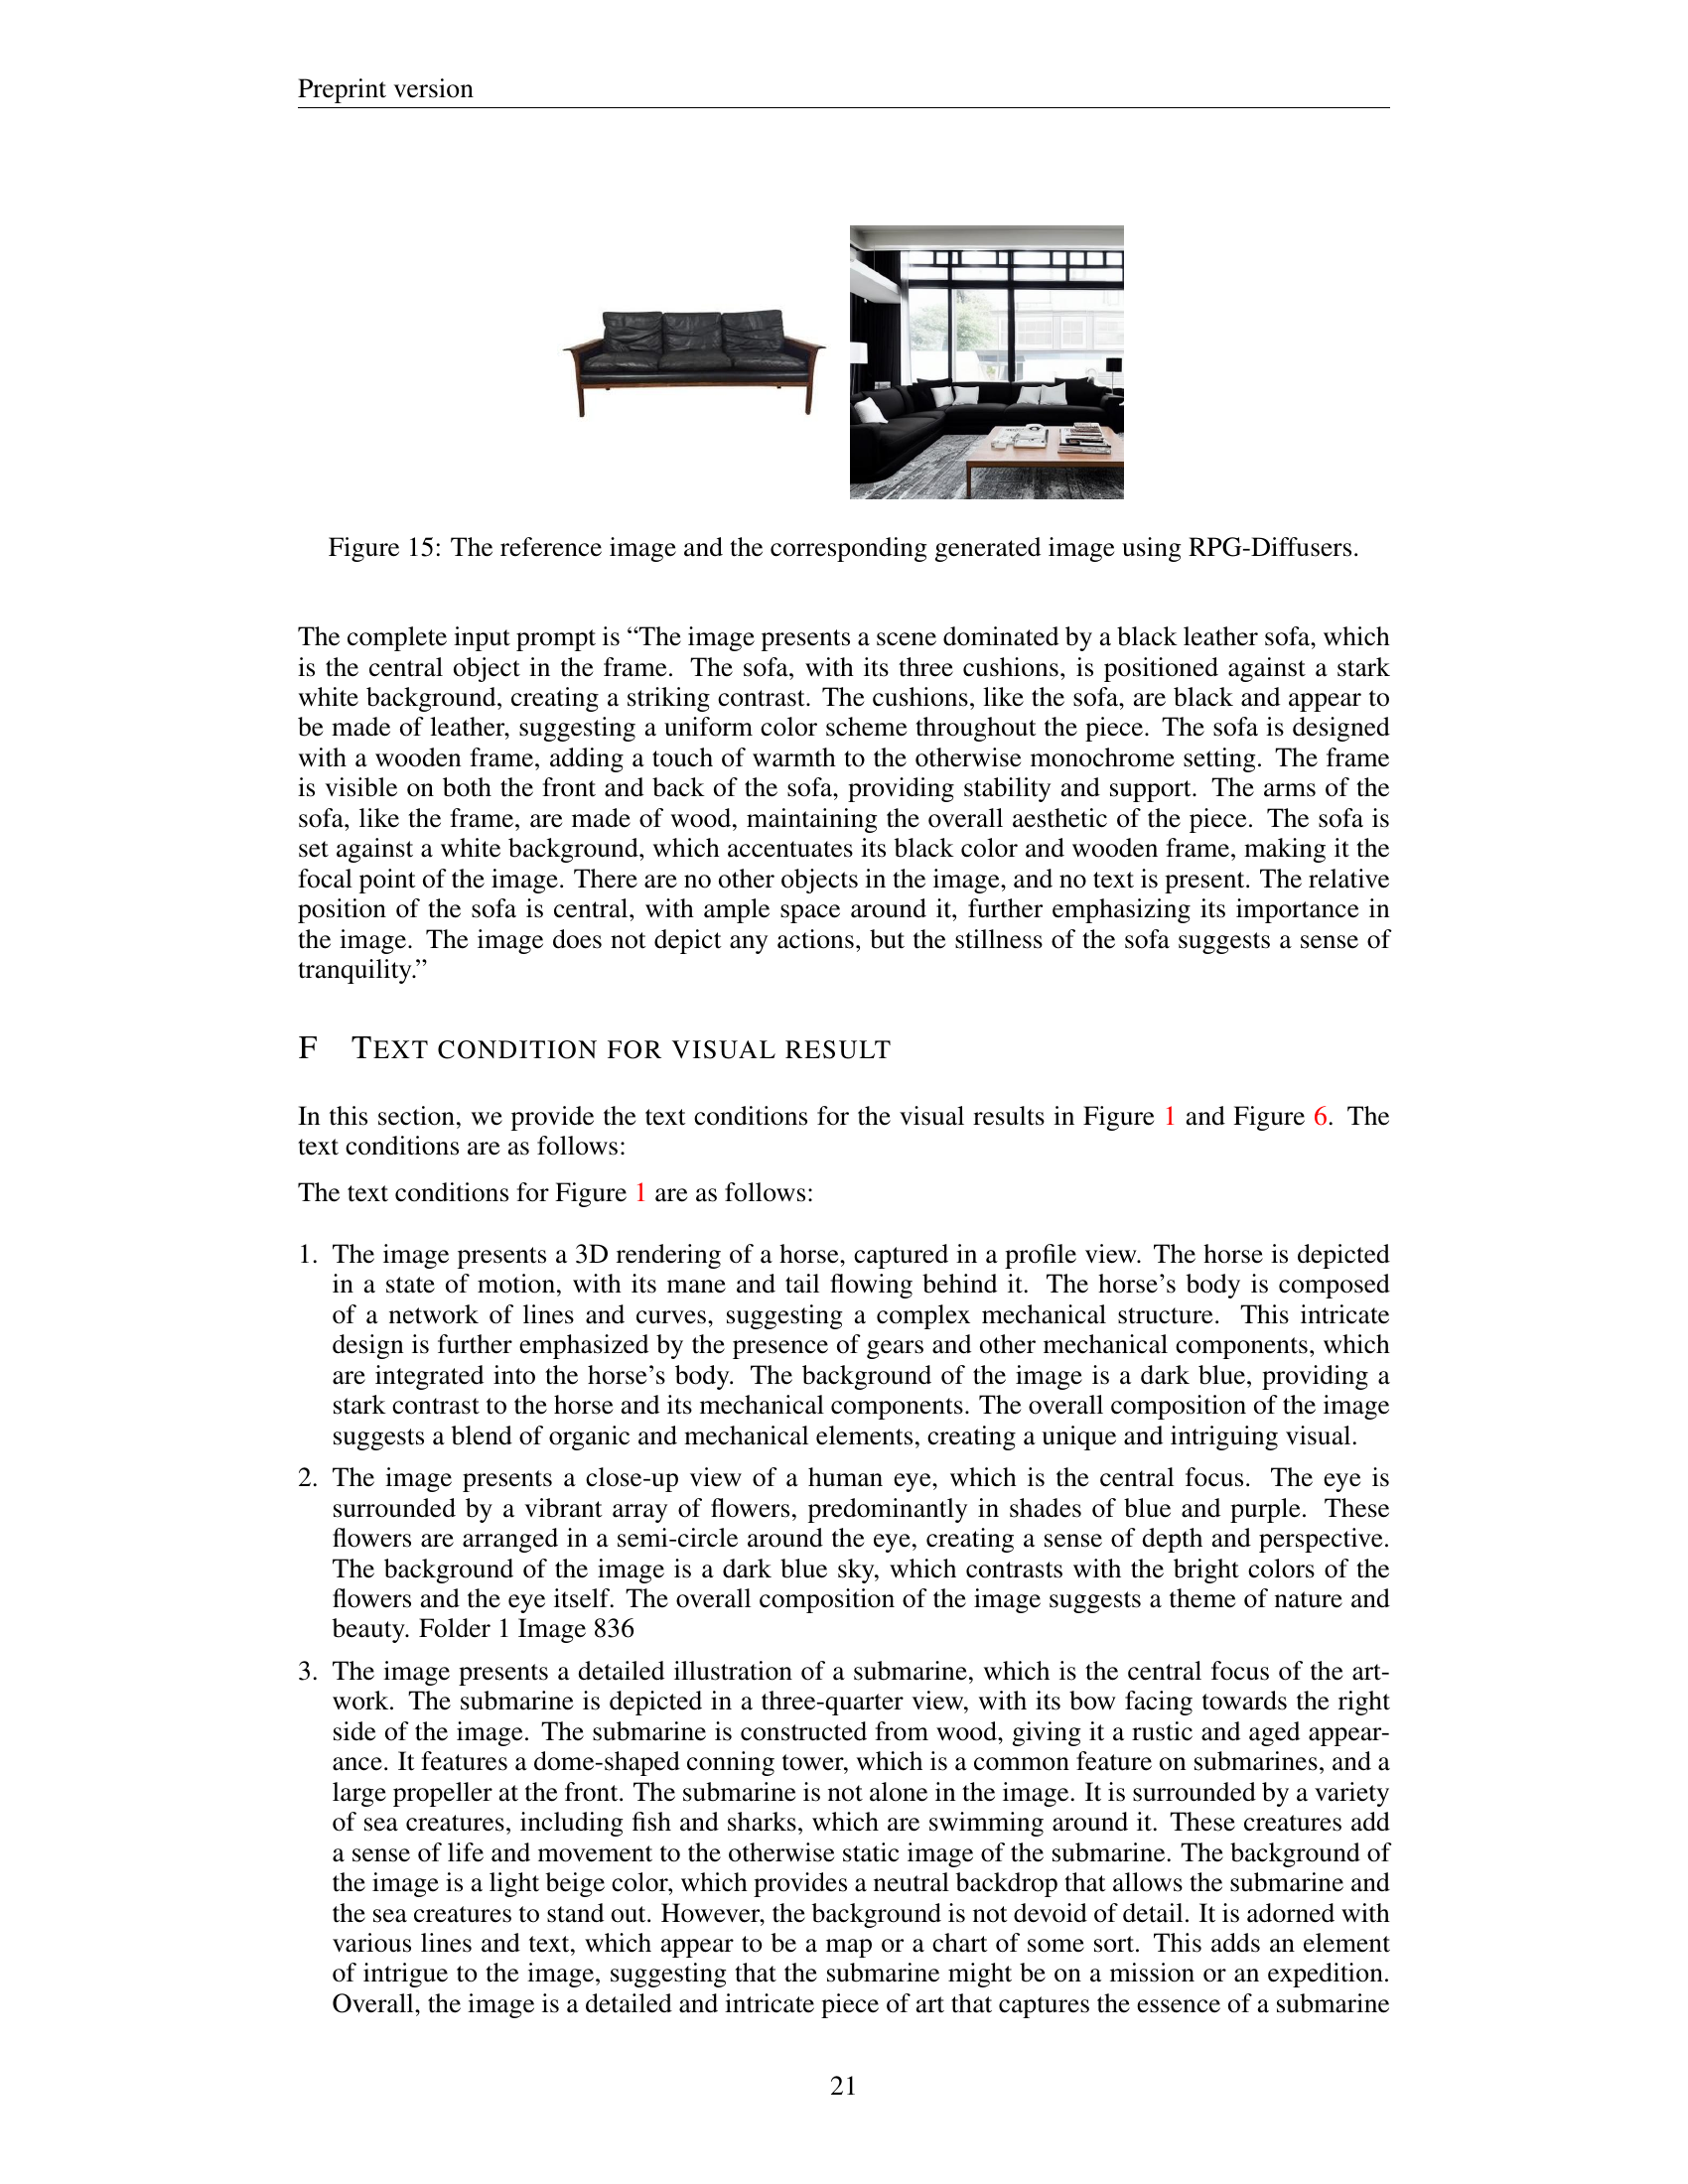 Preprint version
Figure 15: The reference image and the corresponding generated image using RPG-Diffusers.
The complete input prompt is “The image presents a scene dominated by a black leather sofa, which
is the central object in the frame. The sofa, with its three cushions, is positioned against a stark
white background, creating a striking contrast. The cushions, like the sofa, are black and appear to
be made of leather, suggesting a uniform color scheme throughout the piece. The sofa is designed
with a wooden frame, adding a touch of warmth to the otherwise monochrome setting. The frame
is visible on both the front and back of the sofa, providing stability and support. The arms of the
sofa, like the frame, are made of wood, maintaining the overall aesthetic of the piece. The sofa is
set against a white background, which accentuates its black color and wooden frame, making it the
focal point of the image. There are no other objects in the image, and no text is present. The relative
position of the sofa is central, with ample space around it, further emphasizing its importance in
the image. The image does not depict any actions, but the stillness of the sofa suggests a sense of
tranquility.”
F TEXT CONDITION FOR VISUAL RESULT
In this section, we provide the text conditions for the visual results in Figure 1 and Figure 6. The
text conditions are as follows:
The text conditions for Figure 1 are as follows:
1. The image presents a 3D rendering of a horse, captured in a profile view. The horse is depicted
in a state of motion, with its mane and tail flowing behind it. The horse’s body is composed
of a network of lines and curves, suggesting a complex mechanical structure. This intricate
design is further emphasized by the presence of gears and other mechanical components, which
are integrated into the horse’s body. The background of the image is a dark blue, providing a
stark contrast to the horse and its mechanical components. The overall composition of the image
suggests a blend of organic and mechanical elements, creating a unique and intriguing visual.
2. The image presents a close-up view of a human eye, which is the central focus. The eye is
surrounded by a vibrant array of flowers, predominantly in shades of blue and purple. These
flowers are arranged in a semi-circle around the eye, creating a sense of depth and perspective.
The background of the image is a dark blue sky, which contrasts with the bright colors of the
flowers and the eye itself. The overall composition of the image suggests a theme of nature and
beauty. Folder 1 Image 836
3. The image presents a detailed illustration of a submarine, which is the central focus of the art-
work. The submarine is depicted in a three-quarter view, with its bow facing towards the right
side of the image. The submarine is constructed from wood, giving it a rustic and aged appear-
ance. It features a dome-shaped conning tower, which is a common feature on submarines, and a
large propeller at the front. The submarine is not alone in the image. It is surrounded by a variety
of sea creatures, including fish and sharks, which are swimming around it. These creatures add
a sense of life and movement to the otherwise static image of the submarine. The background of
the image is a light beige color, which provides a neutral backdrop that allows the submarine and
the sea creatures to stand out. However, the background is not devoid of detail. It is adorned with
various lines and text, which appear to be a map or a chart of some sort. This adds an element
of intrigue to the image, suggesting that the submarine might be on a mission or an expedition.
Overall, the image is a detailed and intricate piece of art that captures the essence of a submarine
21